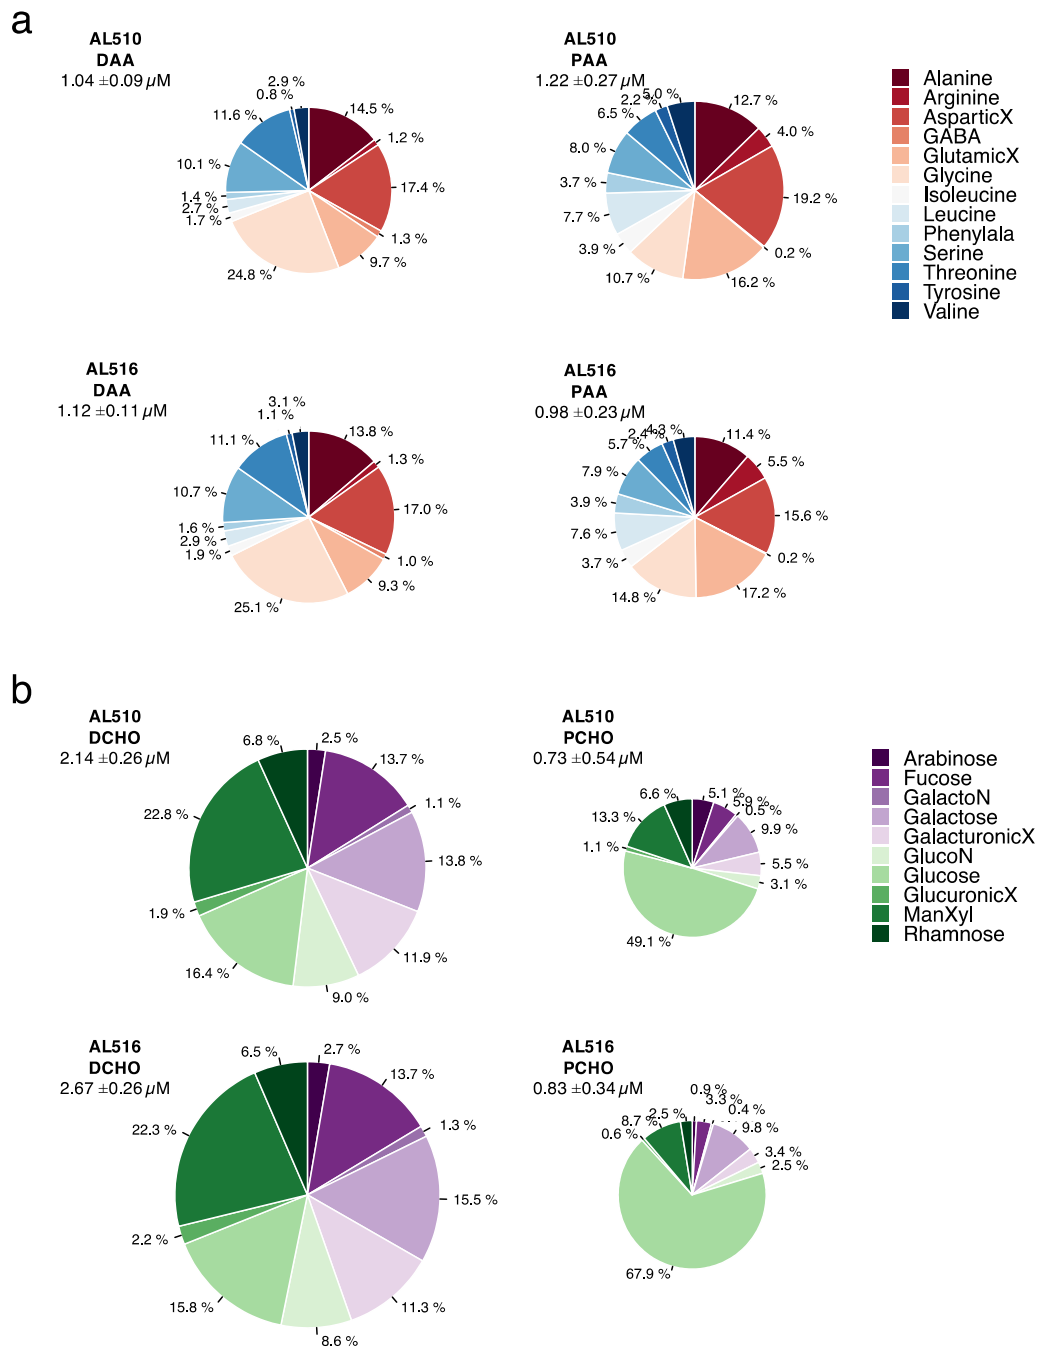 a
AL510
DAA
1.04 ±0.09 µM
2.9 %
0.8 %
14.5 %
1.2 %
17.4 %
1.3 %
9.7 %
24.8 %
1.7 %
2.7 %
1.4 %
10.1 %
11.6 %
AL510
PAA
1.22 ±0.27 µM
5.0 %
2.2 %
12.7 %
4.0 %
19.2 %
0.2 %
16.2 %
10.7 %
3.9 %
7.7 %
3.7 %
8.0 %
6.5 %
Alanine
Arginine
AsparticX
GABA
GlutamicX
Glycine
Isoleucine
Leucine
Phenylala
Serine
Threonine
Tyrosine
Valine
AL516
DAA
1.12 ±0.11 µM
3.1 %
1.1 %
13.8 %
1.3 %
17.0 %
1.0 %
9.3 %
25.1 %
1.9 %
2.9 %
1.6 %
10.7 %
11.1 %
AL516
PAA
0.98 ±0.23 µM
4.3 %
2.4 %
11.4 %
5.5 %
15.6 %
0.2 %
17.2 %
14.8 %
3.7 %
7.6 %
3.9 %
7.9 %
5.7 %
b
AL510
DCHO
2.14 ±0.26 µM
6.8 %
2.5 %
13.7 %
1.1 %
13.8 %
11.9 %
9.0 %
16.4 %
1.9 %
22.8 %
AL510
PCHO
0.73 ±0.54 µM
6.6 %
5.1 %
5.9 %
0.5 %
9.9 %
5.5 %
3.1 %
49.1 %
1.1 %
13.3 %
Arabinose
Fucose
GalactoN
Galactose
GalacturonicX
GlucoN
Glucose
GlucuronicX
ManXyl
Rhamnose
AL516
DCHO
2.67 ±0.26 µM
6.5 %
2.7 %
13.7 %
1.3 %
15.5 %
11.3 %
8.6 %
15.8 %
2.2 %
22.3 %
AL516
PCHO
0.83 ±0.34 µM
0.9 %
3.3 %
0.4 %
9.8 %
3.4 %
2.5 %
67.9 %
0.6 %
8.7 %
2.5 %